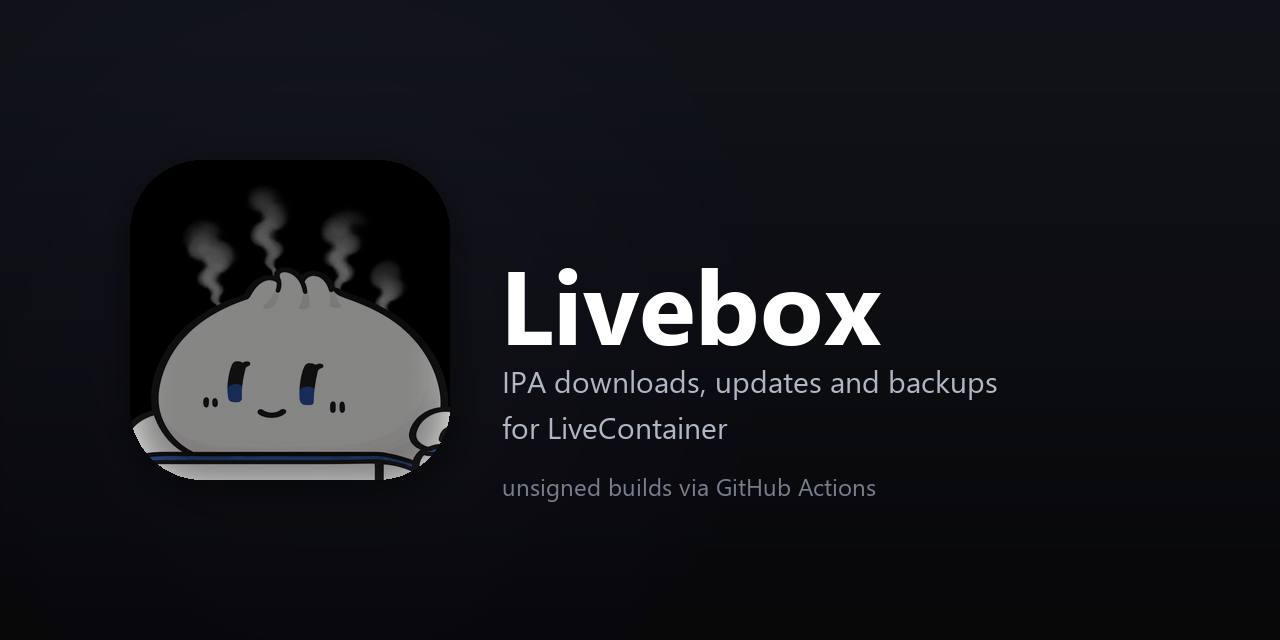 Livebox
IPA downloads, updates and backups
for LiveContainer
unsigned builds via GitHub Actions